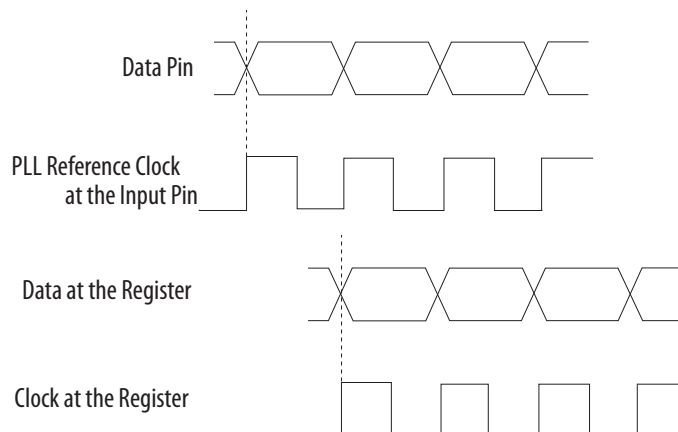 Data Pin
PLL Reference Clock
at the Input Pin
Data at the Register
Clock at the Register